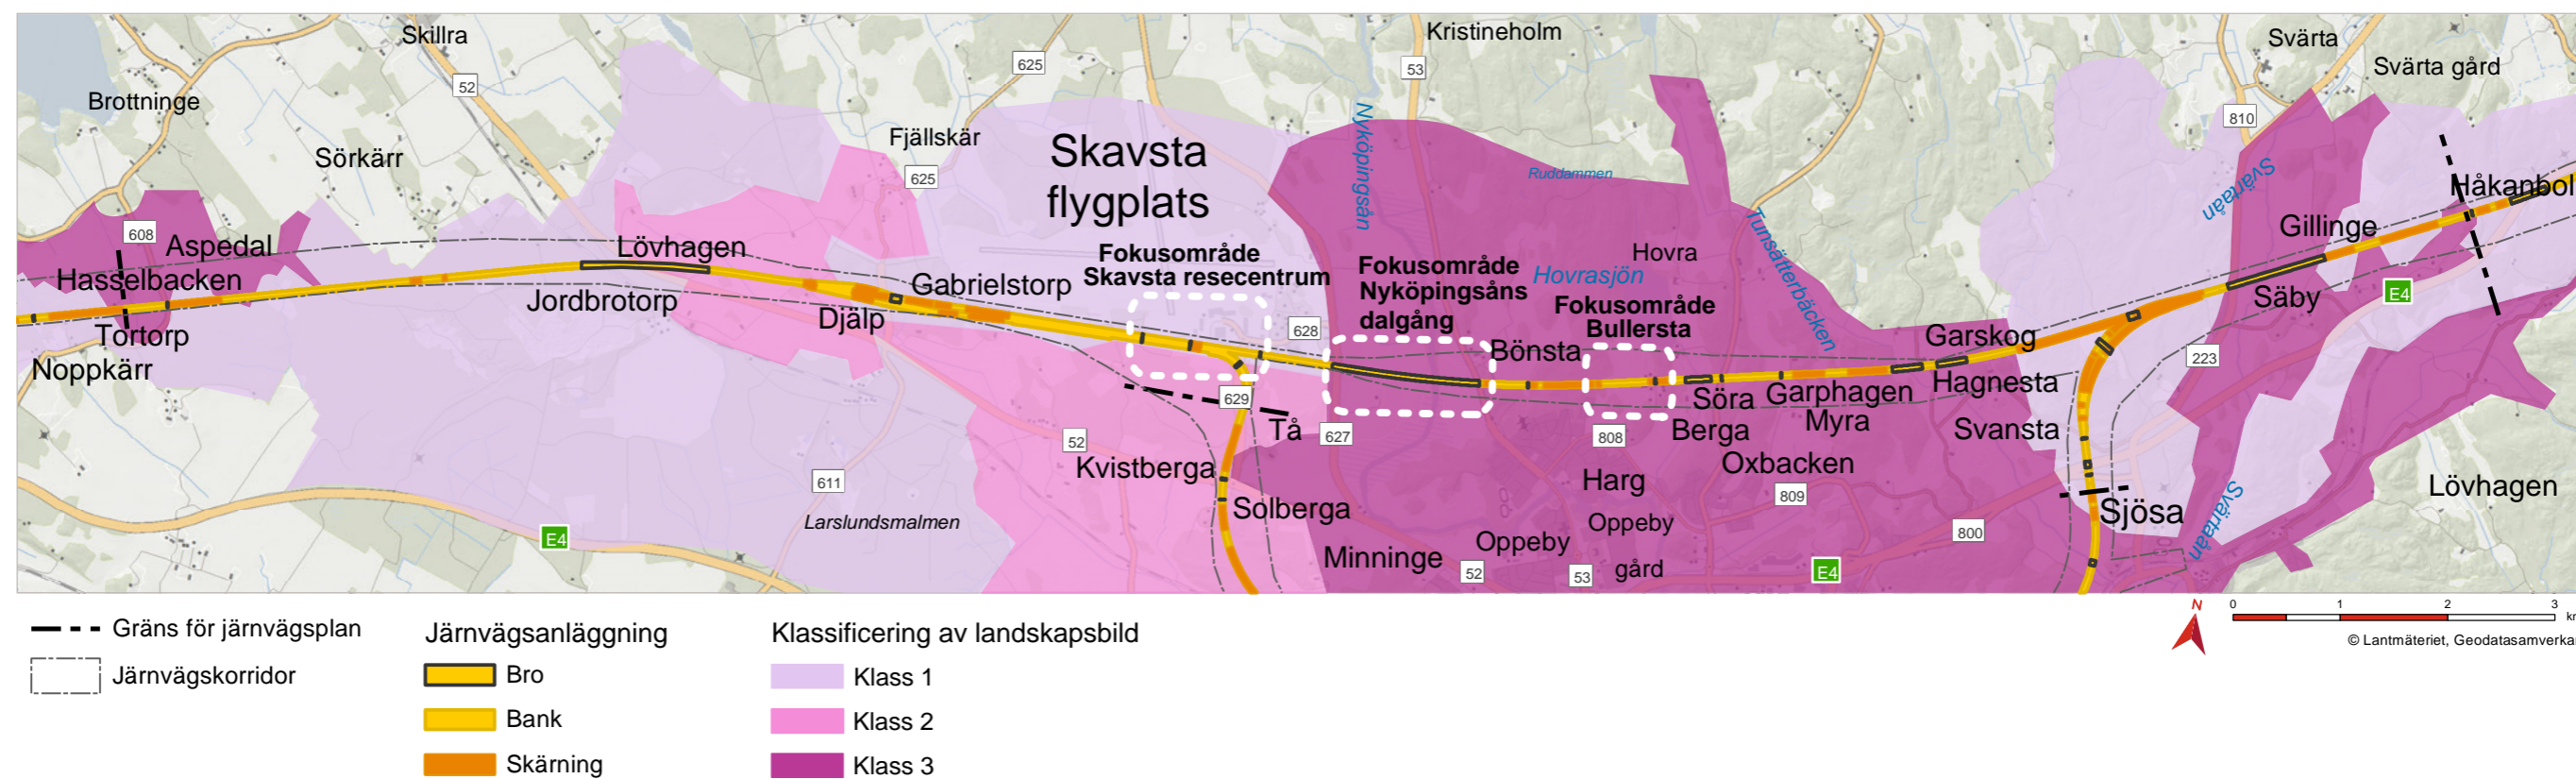 Skillra
Kristineholm
Svärta
Svärta gård
625
53
52
Brottninge
810
Nyköpingsån
Fjällskär
Sörkärr
Skavsta
flygplats
Ruddammen
625
Svärtaån
Håkanbol
608
Aspedal
Lövhagen
Gillinge
Tunsätterbäcken
Fokusområde
Skavsta resecentrum
Hovra
Hasselbacken
Gabrielstorp
Fokusområde
Nyköpingsåns
dalgång
Hovrasjön
Jordbrotorp
Djälp
Fokusområde
Bullersta
Säby
E4
628
Tortorp
Garskog
Bönsta
223
Noppkärr
Hagnesta
629
Söra
Garphagen
Tå
627
52
808
Berga
Myra
Svansta
Kvistberga
Oxbacken
611
Harg
809
Lövhagen
Solberga
Sjösa
Svärtaån
Larslundsmalmen
Oppeby
gård
800
E4
Minninge
Oppeby
52
53
E4
Gräns för järnvägsplan
Järnvägskorridor
Järnvägsanläggning
Bro
Bank
Skärning
Klassificering av landskapsbild
Klass 1
Klass 2
Klass 3
N
0 1 2 3
© Lantmäteriet, Geodatasamverka